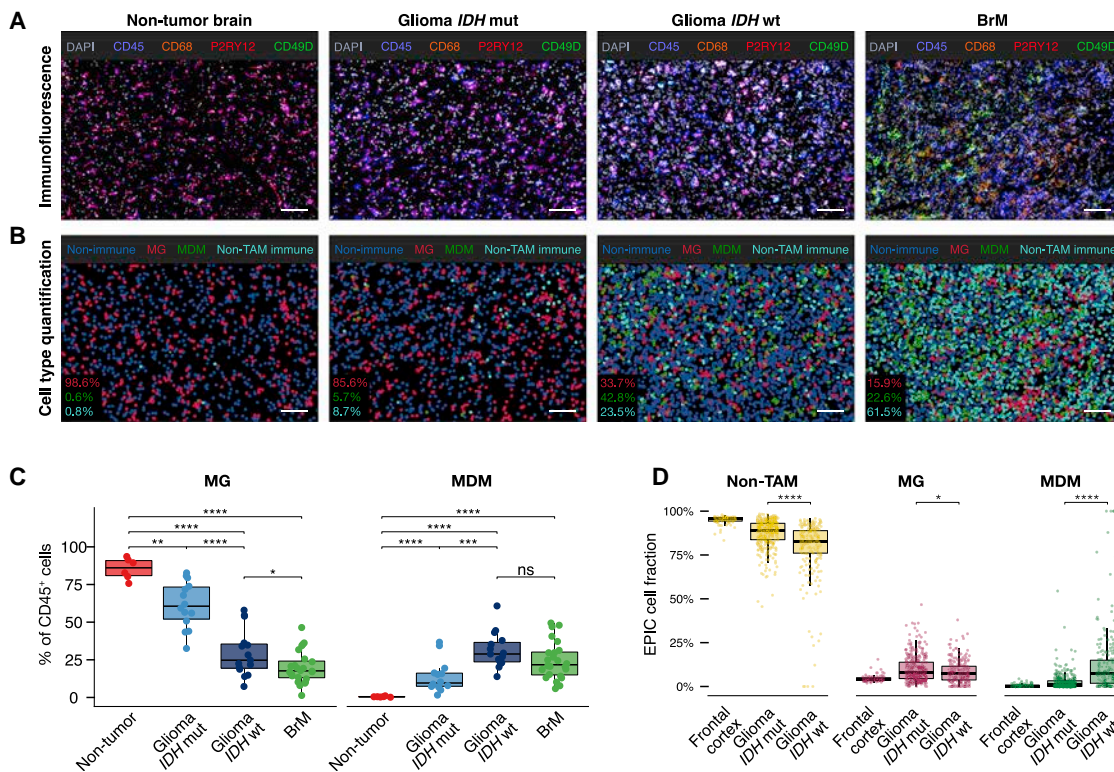 A
Non-tumor brain
Glioma IDH mut
Glioma IDH wt
BrM
Immunofluorescence
DAPI CD45 CD68 P2RY12 CD49D
DAPI CD45 CD68 P2RY12 CD49D
DAPI CD45 CD68 P2RY12 CD49D
DAPI CD45 CD68 P2RY12 CD49D
B
Cell type quantification
Non-immune MG MDM Non-TAM immune
Non-immune MG MDM Non-TAM immune
Non-immune MG MDM Non-TAM immune
Non-immune MG MDM Non-TAM immune
98.6%
0.6%
0.8%
85.6%
5.7%
8.7%
33.7%
42.8%
23.5%
15.9%
22.6%
61.5%
C
MG
MDM
% of CD45+ cells
100
75
50
25
0
****
****
** ****
*
****
****
**** ***
ns
Non-tumor
Glioma
IDH mut
Glioma
IDH wt
BrM
Non-tumor
Glioma
IDH mut
Glioma
IDH wt
BrM
D
Non-TAM
MG
MDM
EPIC cell fraction
100%
75%
50%
25%
0%
****
*
****
Frontal
cortex
Glioma
IDH mut
Glioma
IDH wt
Frontal
cortex
Glioma
IDH mut
Glioma
IDH wt
Frontal
cortex
Glioma
IDH mut
Glioma
IDH wt